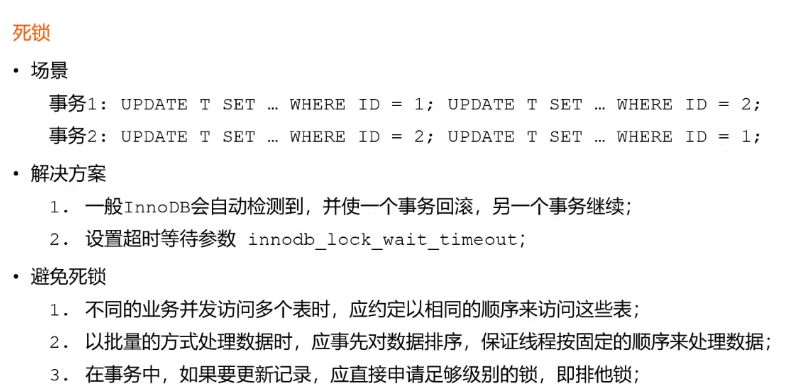 死锁
• 场景
事务1: UPDATE T SET … WHERE ID = 1; UPDATE T SET … WHERE ID = 2;
事务2: UPDATE T SET … WHERE ID = 2; UPDATE T SET … WHERE ID = 1;
• 解决方案
1. 一般InnoDB会自动检测到，并使一个事务回滚，另一个事务继续；
2. 设置超时等待参数 innodb_lock_wait_timeout；
• 避免死锁
1. 不同的业务并发访问多个表时，应约定以相同的顺序来访问这些表；
2. 以批量的方式处理数据时，应事先对数据排序，保证线程按固定的顺序来处理数据；
3. 在事务中，如果要更新记录，应直接申请足够级别的锁，即排他锁；